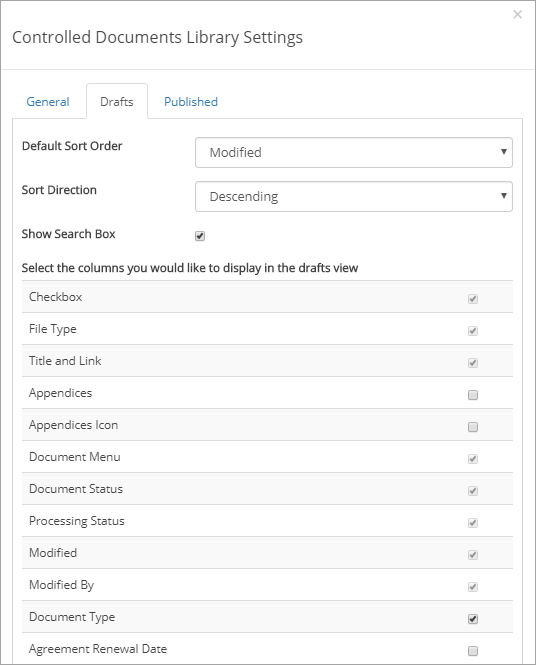 Controlled Documents Library Settings
General Drafts Published
Default Sort Order Modified
Sort Direction Descending
Show Search Box
Select the columns you would like to display in the drafts view
Checkbox
File Type
Title and Link
Appendices
Appendices Icon
Document Menu
Document Status
Processing Status
Modified
Modified By
Document Type
Agreement Renewal Date